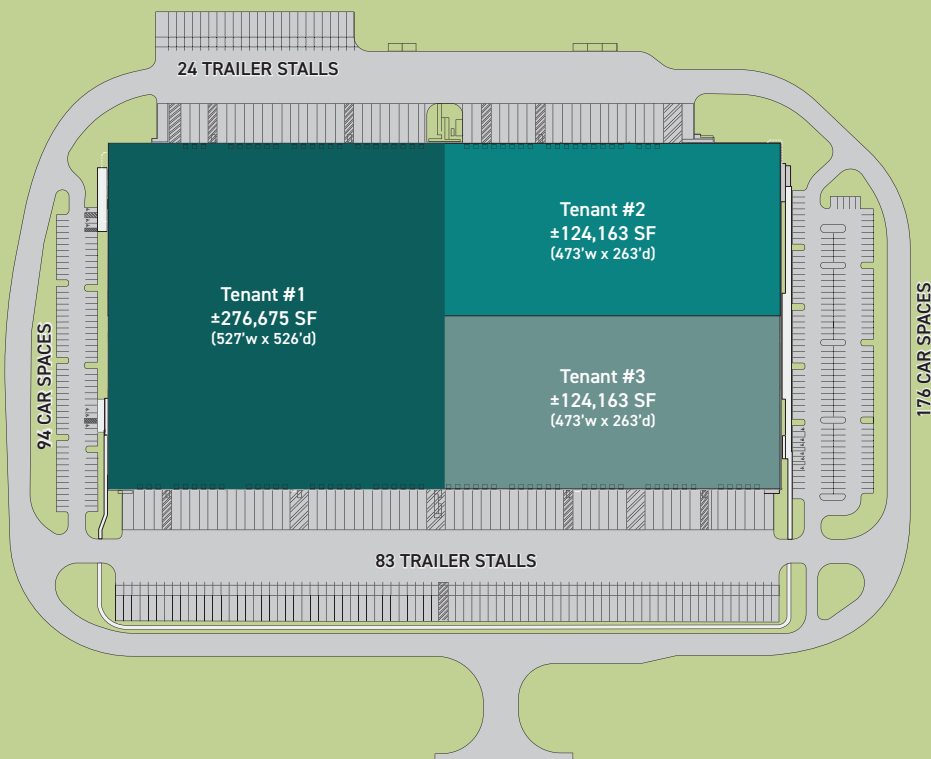 24 TRAILER STALLS
Tenant #1
±276,675 SF
(527'w x 526'd)
Tenant #2
±124,163 SF
(473'w x 263'd)
Tenant #3
±124,163 SF
(473'w x 263'd)
94 CAR SPACES
176 CAR SPACES
83 TRAILER STALLS